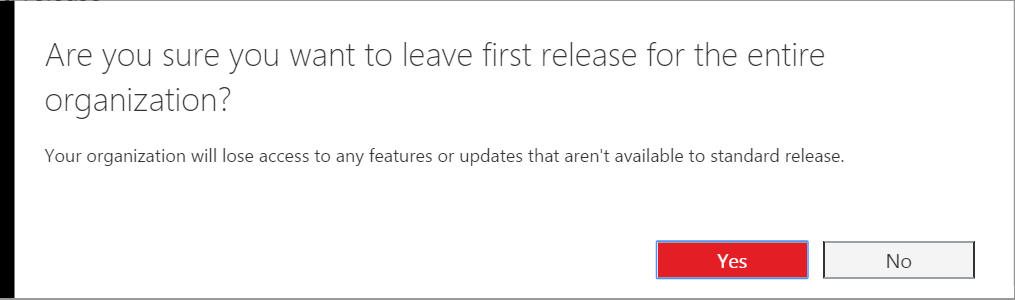 Are you sure you want to leave first release for the entire
organization?
Your organization will lose access to any features or updates that aren't available to standard release.
Yes No